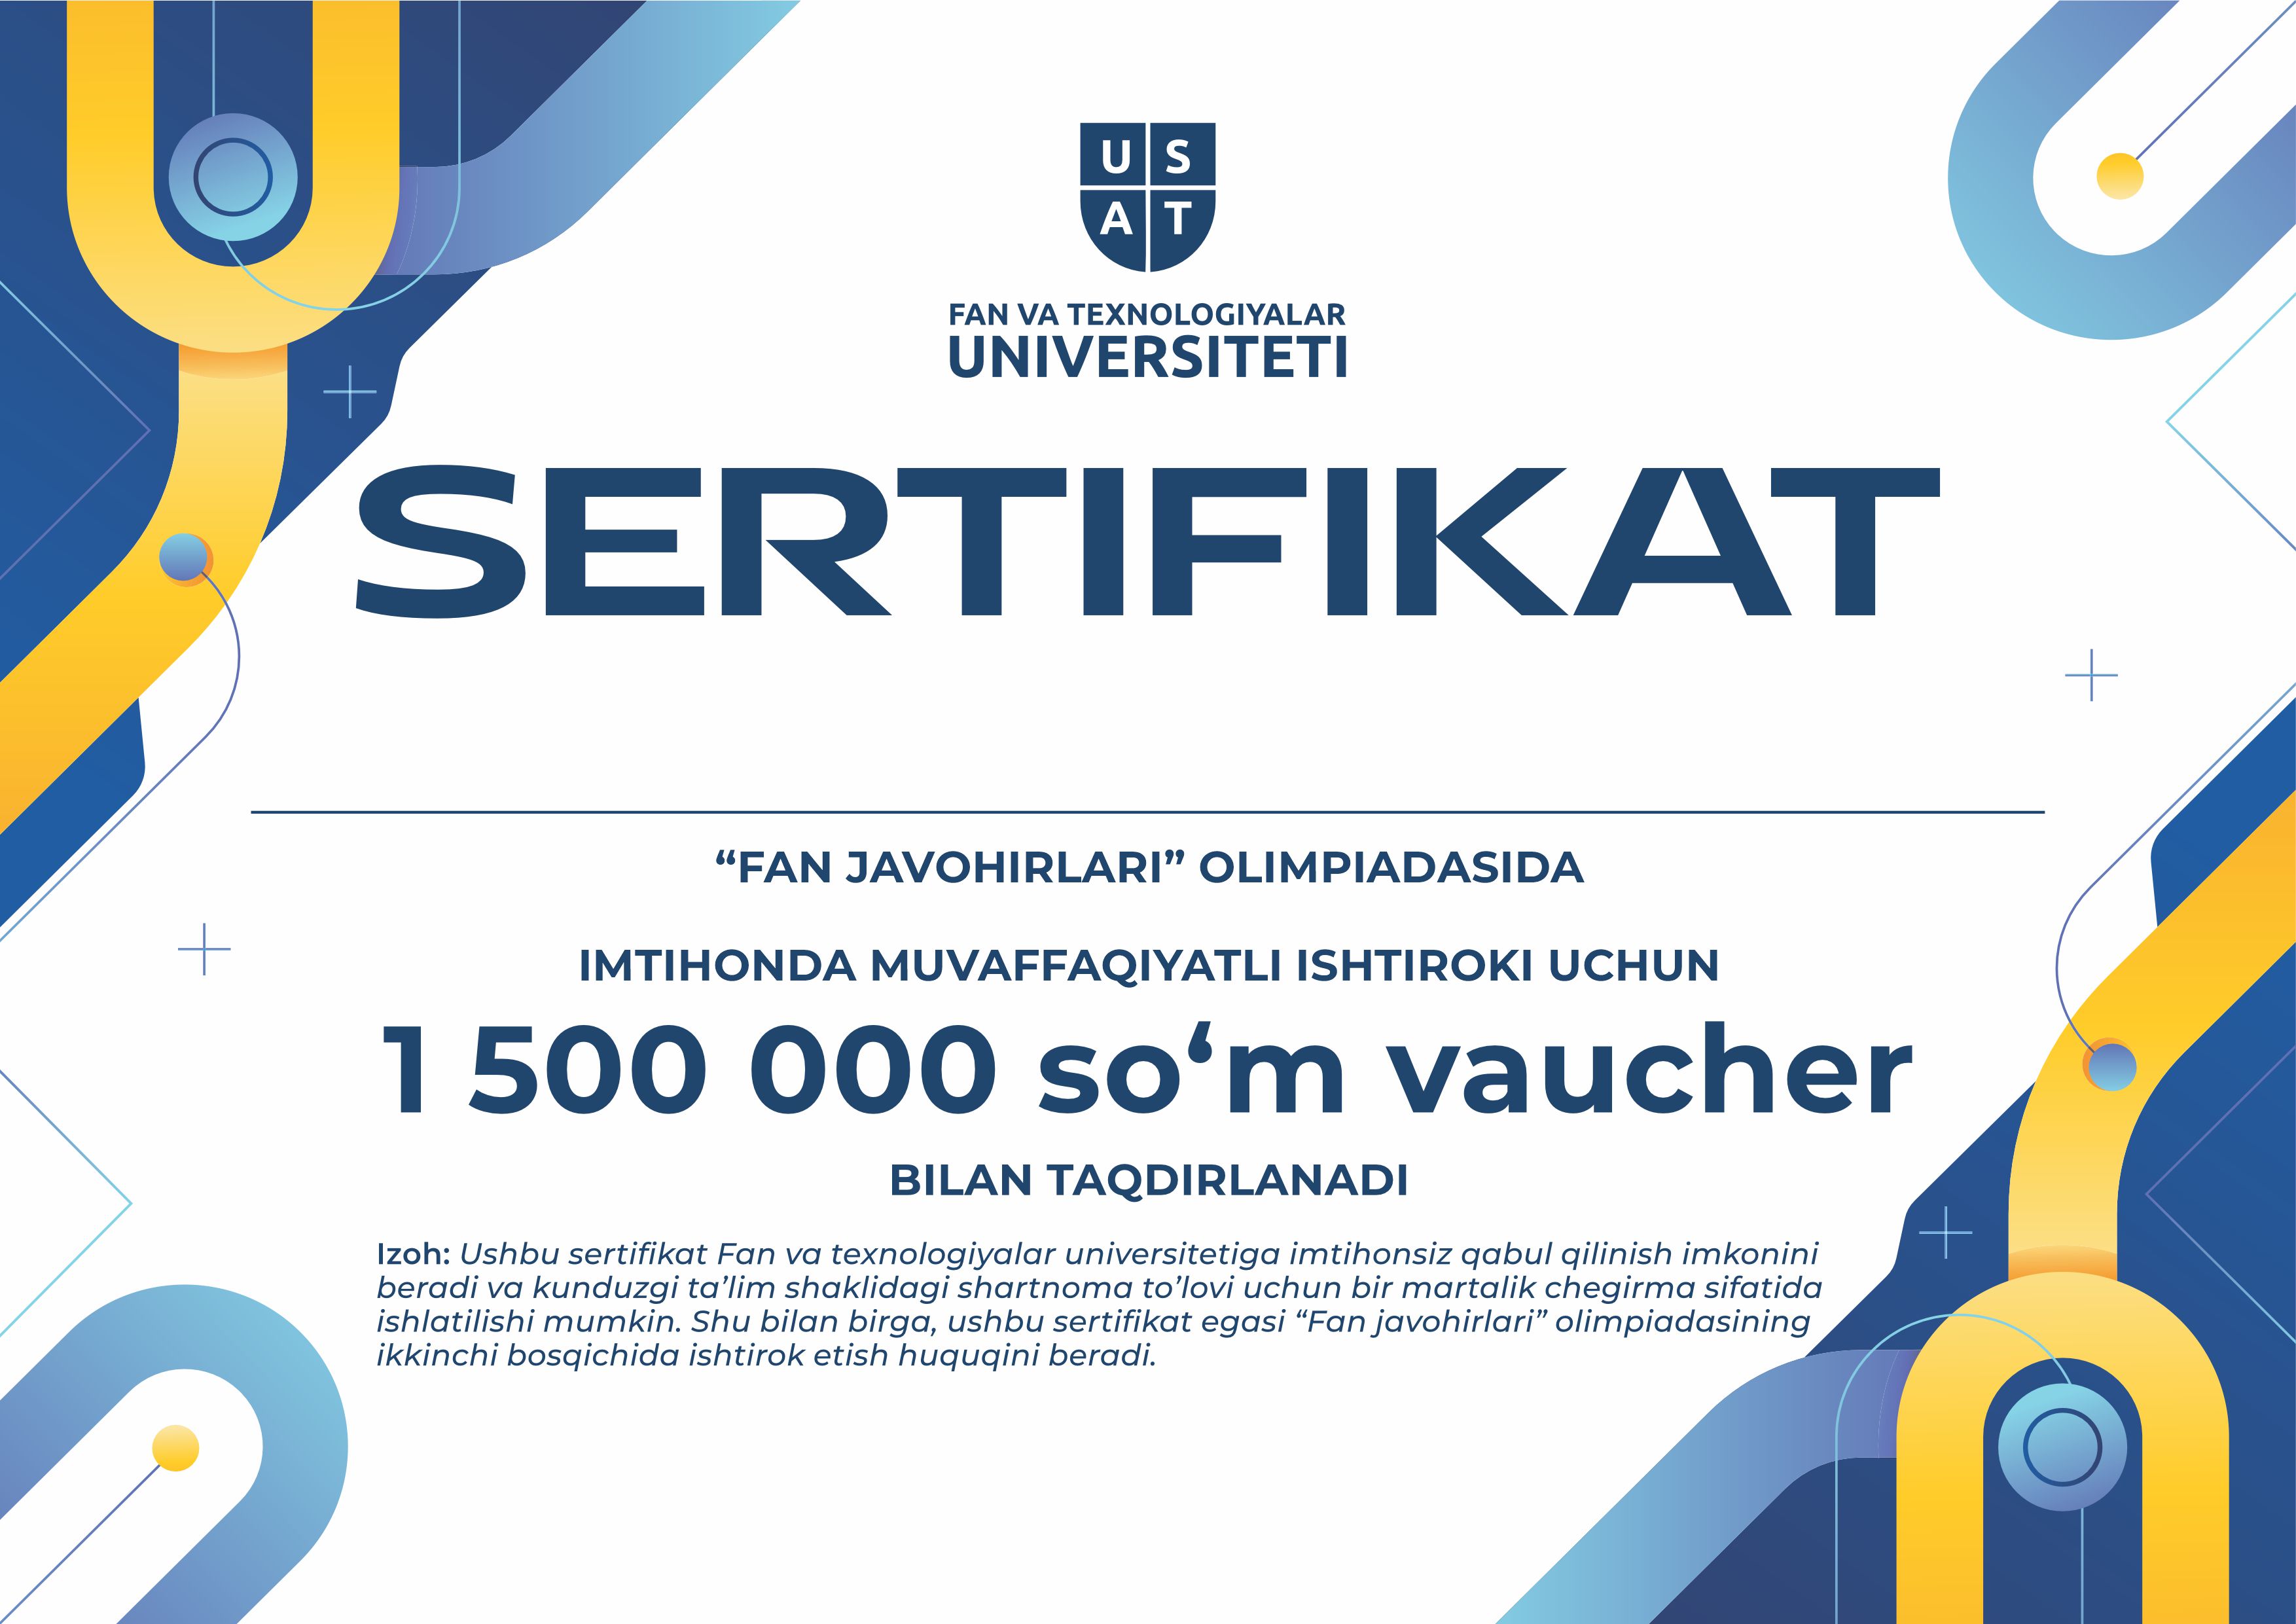 U S
A T
FAN VA TEXNOLOGIYALAR
UNIVERSITETI
SERTIFIKAT
“FAN JAVOHIRLARI” OLIMPIADASIDA
IMTIHONDA MUVAFFAQIYATLI ISHTIROKI UCHUN
1 500 000 so‘m vaucher
BILAN TAQDIRLANADI
Izoh: Ushbu sertifikat Fan va texnologiyalar universitetiga imtihonsiz qabul qilinish imkonini
beradi va kunduzgi ta’lim shaklidagi shartnoma to’lovi uchun bir martalik chegirma sifatida
ishlatilishi mumkin. Shu bilan birga, ushbu sertifikat egasi “Fan javohirlari” olimpiadasining
ikkinchi bosqichida ishtirok etish huquqini beradi.